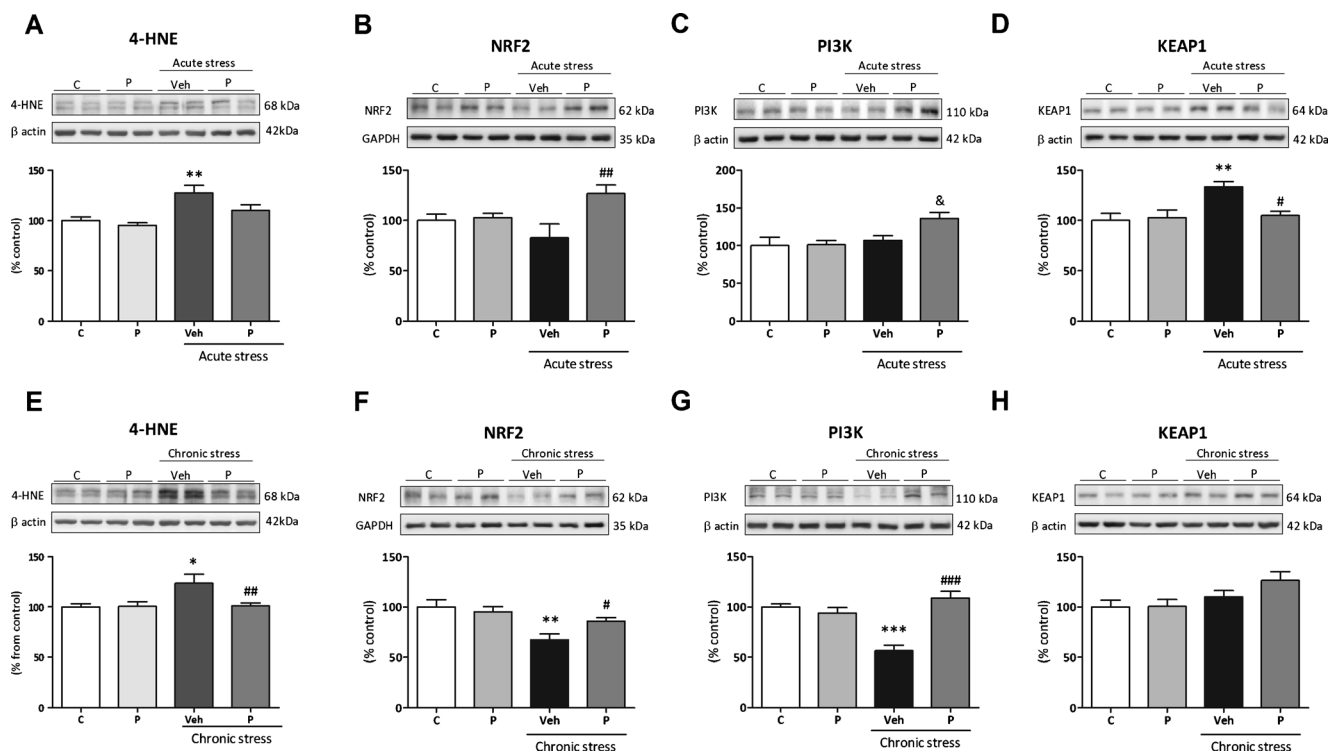 A
4-HNE
Acute stress
C P Veh P
4-HNE 68 kDa
β actin 42kDa
150
100
50
0
(% control)
C P Veh P
Acute stress
B
NRF2
Acute stress
C P Veh P
NRF2 62 kDa
GAPDH 35 kDa
150
100
50
0
(% control)
##
C P Veh P
Acute stress
C
PI3K
Acute stress
C P Veh P
PI3K 110 kDa
β actin 42 kDa
200
150
100
50
0
(% control)
&
C P Veh P
Acute stress
D
KEAP1
Acute stress
C P Veh P
KEAP1 64 kDa
β actin 42 kDa
150
100
50
0
(% control)
**
#
C P Veh P
Acute stress
E
4-HNE
Chronic stress
C P Veh P
4-HNE 68 kDa
β actin 42kDa
150
100
50
0
(% from control)
*
##
C P Veh P
Chronic stress
F
NRF2
Chronic stress
C P Veh P
NRF2 62 kDa
GAPDH 35 kDa
150
100
50
0
(% control)
**
#
C P Veh P
Chronic stress
G
PI3K
Chronic stress
C P Veh P
PI3K 110 kDa
β actin 42 kDa
150
100
50
0
(% control)
***
###
C P Veh P
Chronic stress
H
KEAP1
Chronic stress
C P Veh P
KEAP1 64 kDa
β actin 42 kDa
150
100
50
0
(% control)
C P Veh P
Chronic stress